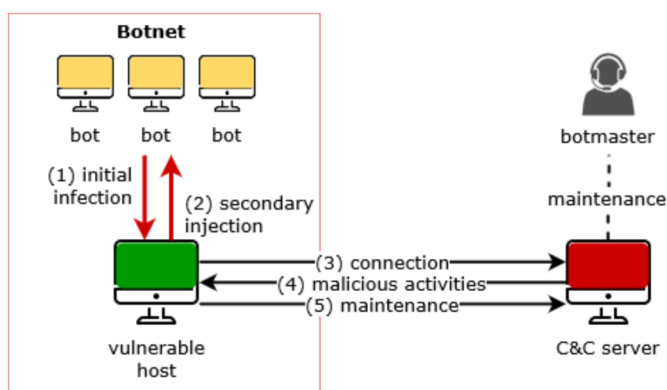 Botnet
bot bot bot
botmaster
(1) initial
infection
(2) secondary
injection
maintenance
(3) connection
(4) malicious activities
(5) maintenance
vulnerable
host
C&C server